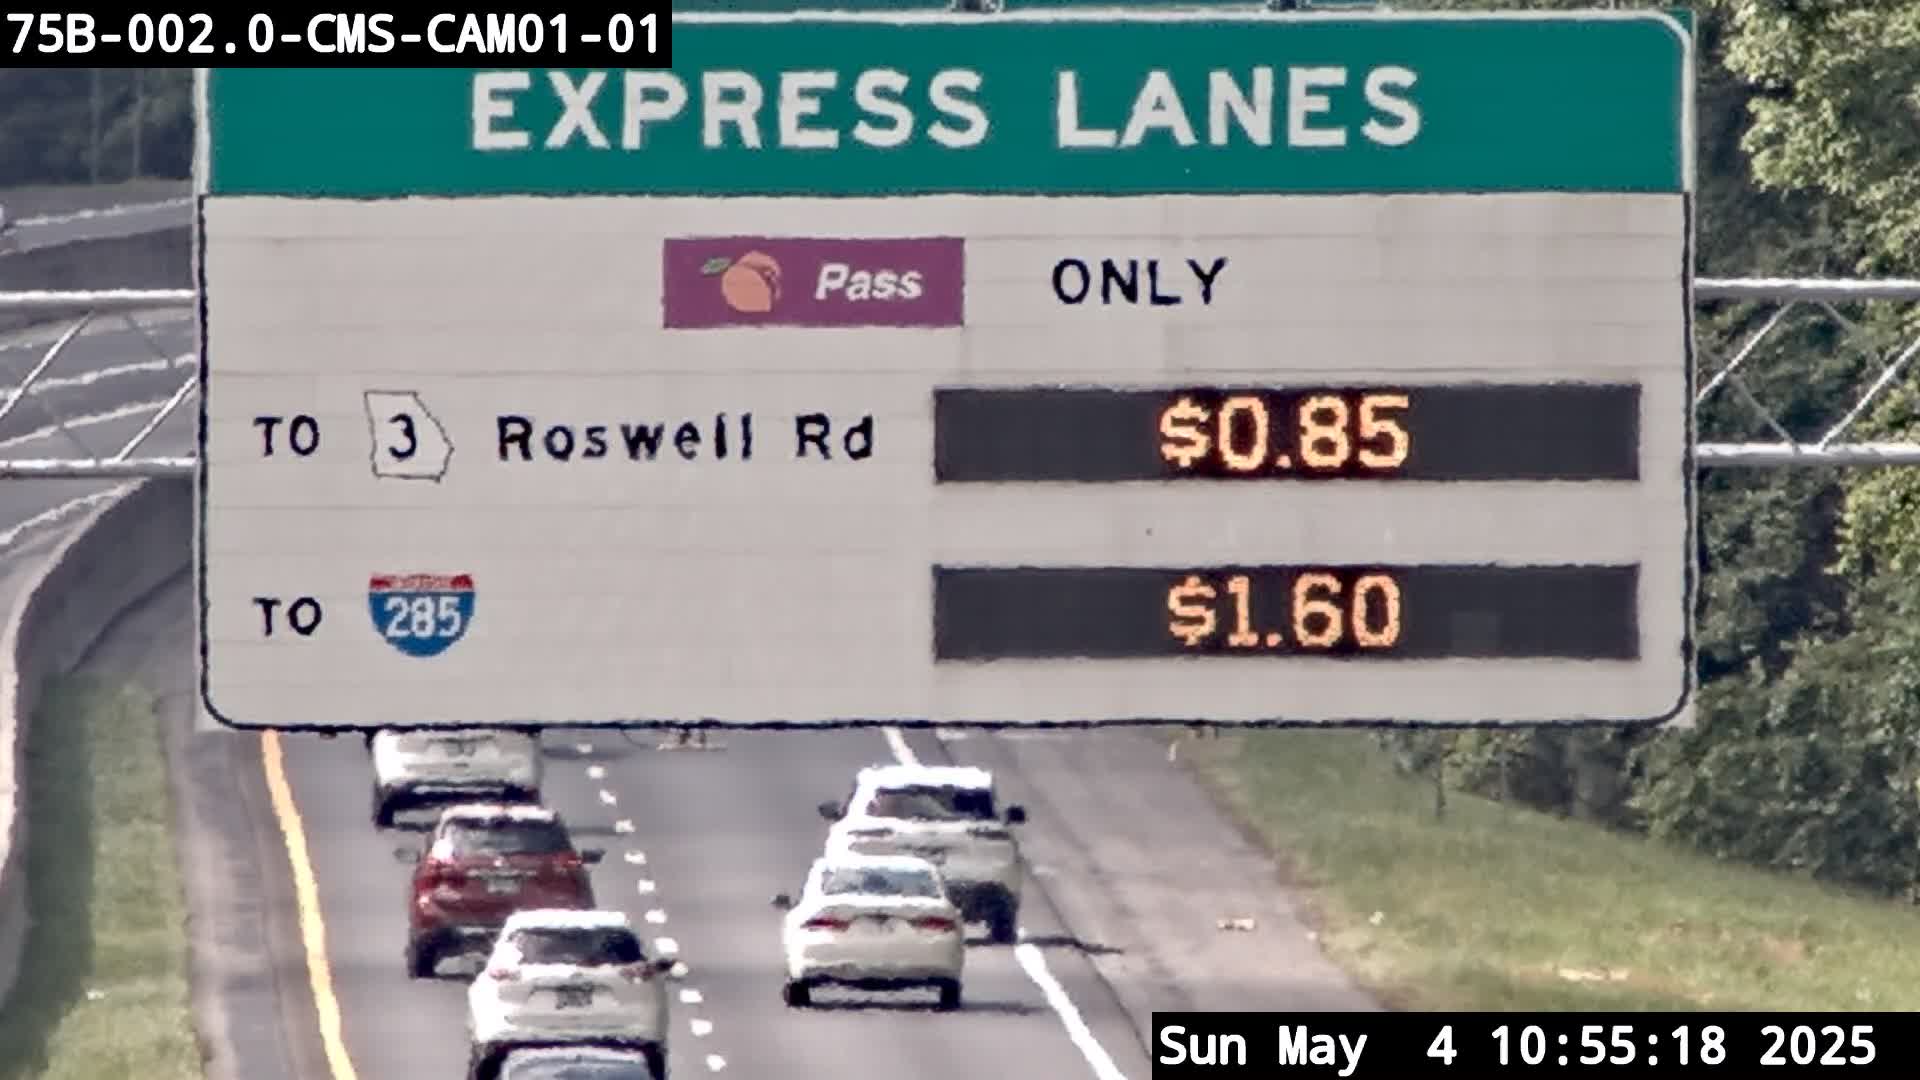 75B-002.0-CMS-CAM01-01
EXPRESS LANES
Pass ONLY
TO 3 Roswell Rd $0.85
TO 285 $1.60
Sun May 4 10:55:18 2025